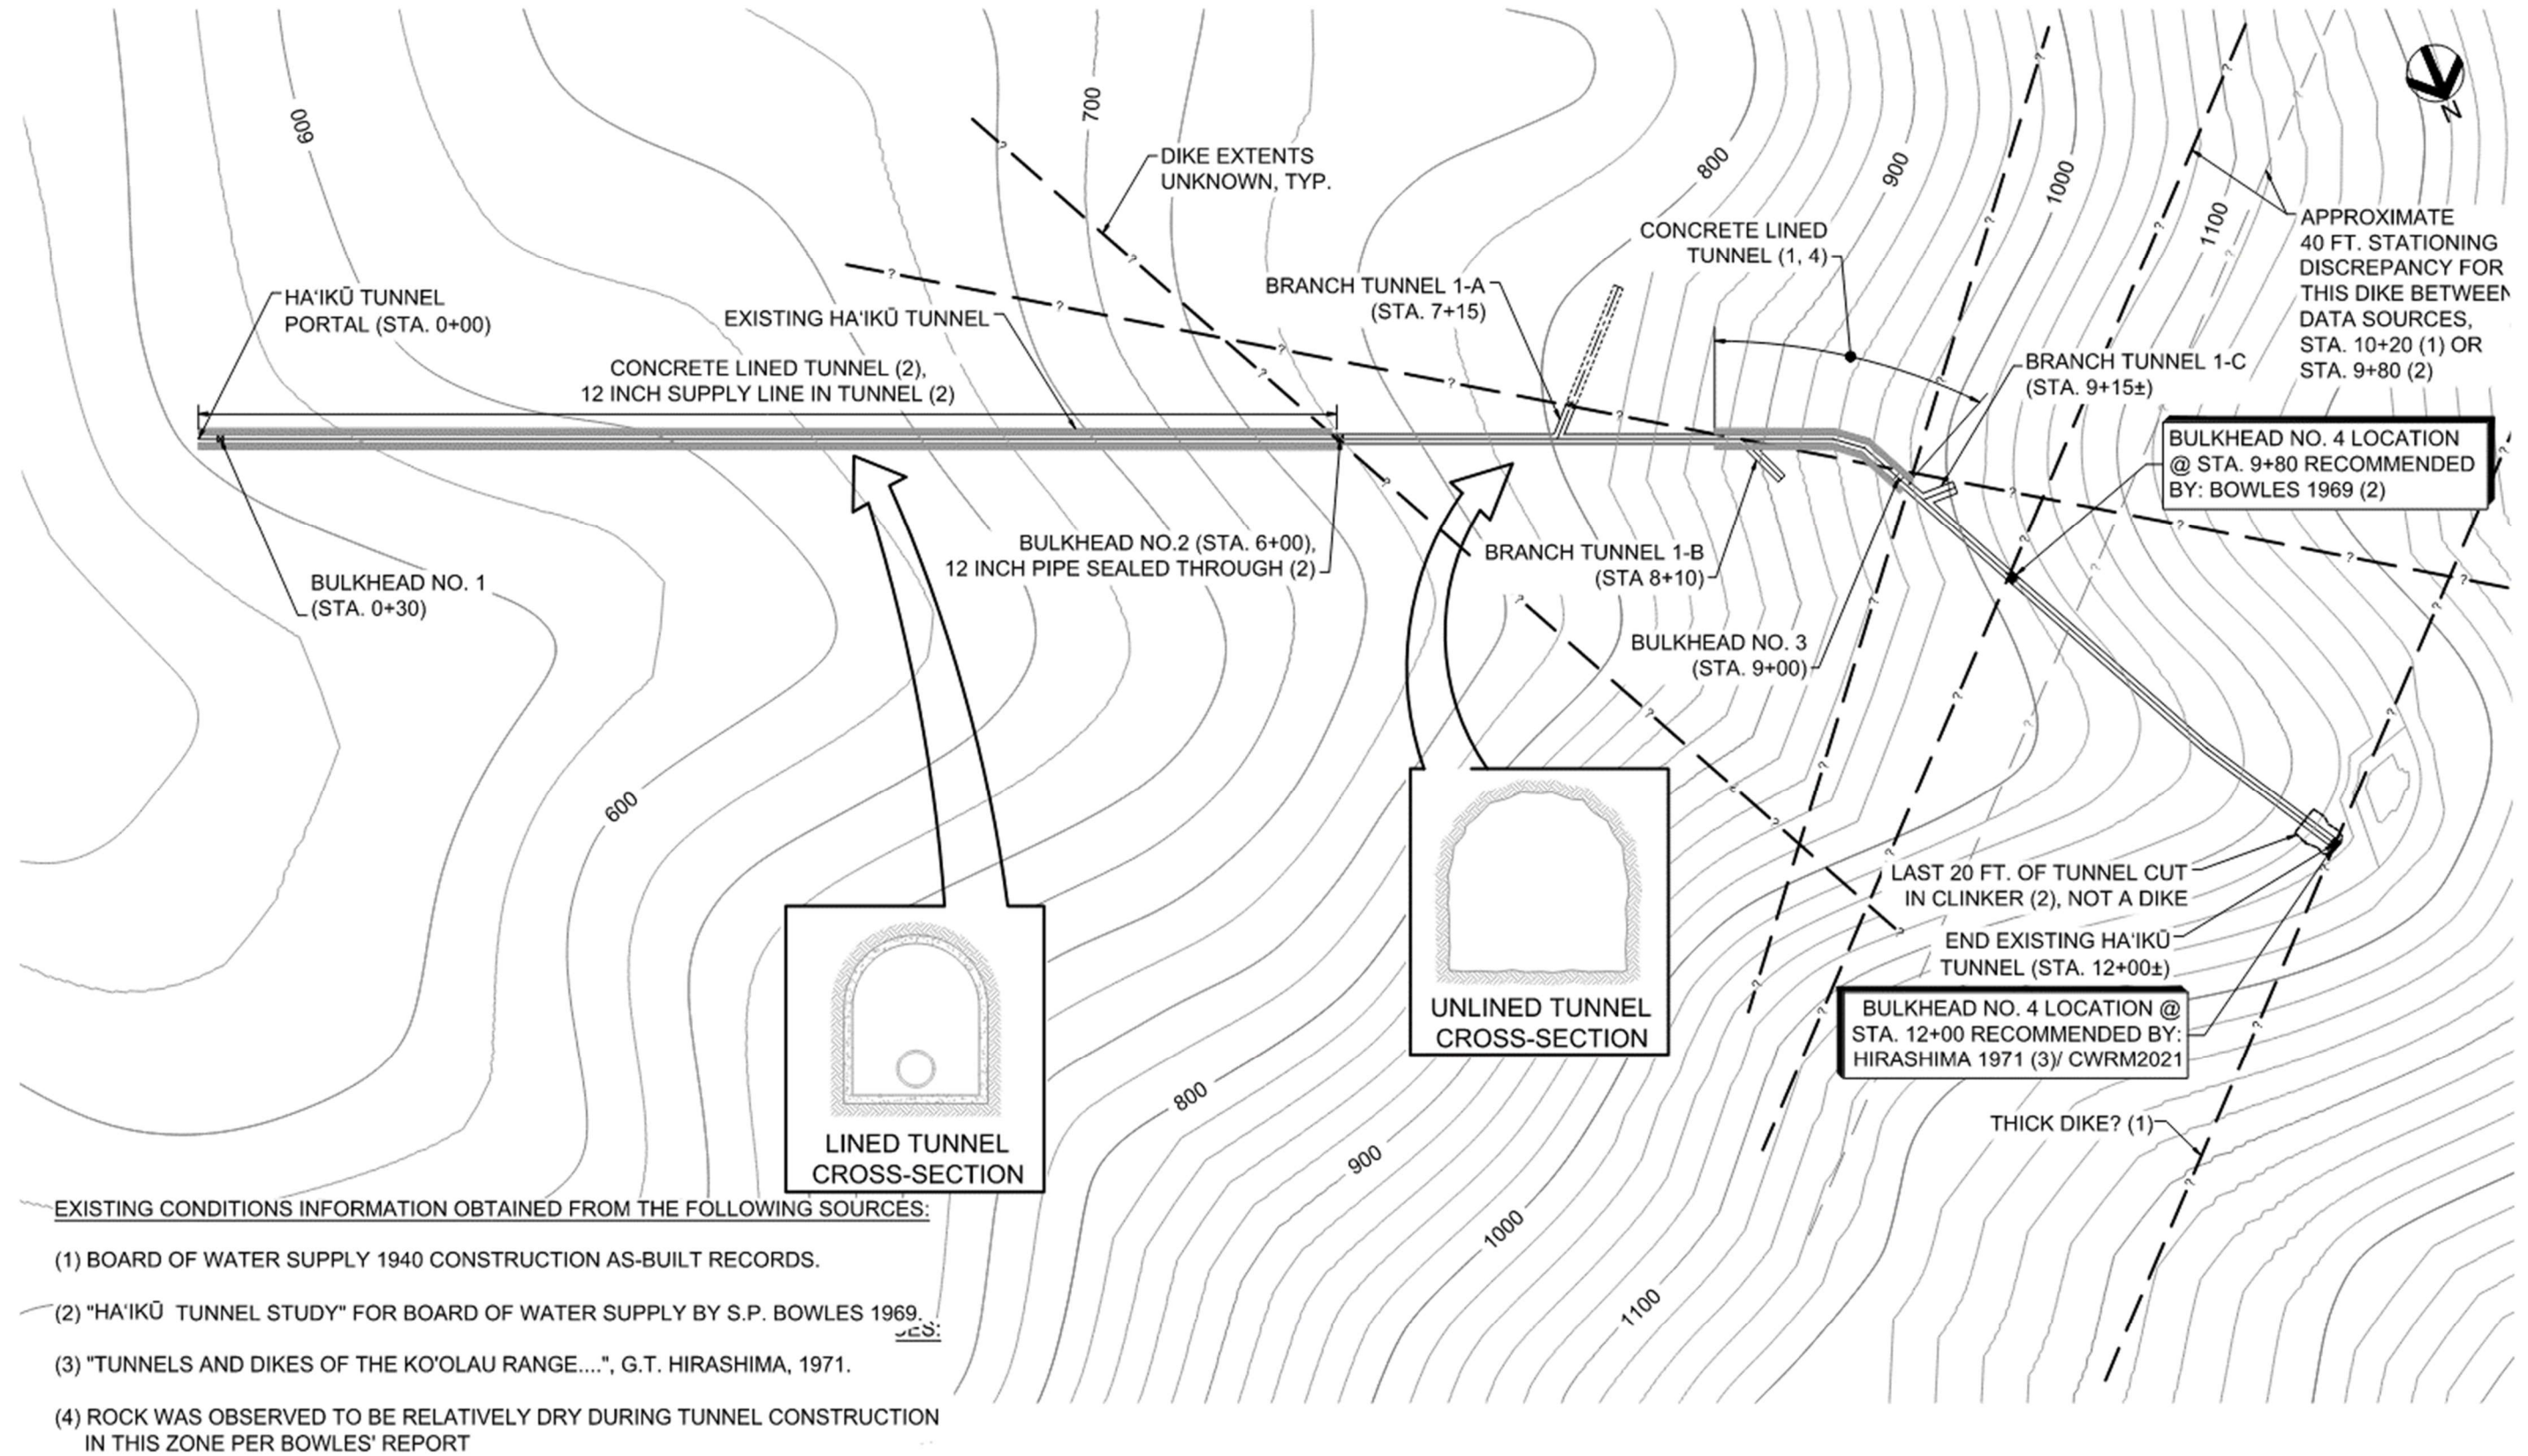 600
700
800
900
1000
1100
N
DIKE EXTENTS
UNKNOWN, TYP.
APPROXIMATE
40 FT. STATIONING
DISCREPANCY FOR
THIS DIKE BETWEEN
DATA SOURCES,
STA. 10+20 (1) OR
STA. 9+80 (2)
CONCRETE LINED
TUNNEL (1, 4)
BRANCH TUNNEL 1-A
(STA. 7+15)
HAʻIKŪ TUNNEL
PORTAL (STA. 0+00)
EXISTING HAʻIKŪ TUNNEL
CONCRETE LINED TUNNEL (2),
12 INCH SUPPLY LINE IN TUNNEL (2)
BRANCH TUNNEL 1-C
(STA. 9+15±)
BULKHEAD NO. 4 LOCATION
@ STA. 9+80 RECOMMENDED
BY: BOWLES 1969 (2)
BULKHEAD NO.2 (STA. 6+00),
12 INCH PIPE SEALED THROUGH (2)
BRANCH TUNNEL 1-B
(STA 8+10)
BULKHEAD NO. 1
(STA. 0+30)
BULKHEAD NO. 3
(STA. 9+00)
600
LAST 20 FT. OF TUNNEL CUT
IN CLINKER (2), NOT A DIKE
END EXISTING HAʻIKŪ
TUNNEL (STA. 12+00±)
BULKHEAD NO. 4 LOCATION @
STA. 12+00 RECOMMENDED BY:
HIRASHIMA 1971 (3)/ CWRM2021
UNLINED TUNNEL
CROSS-SECTION
LINED TUNNEL
CROSS-SECTION
THICK DIKE? (1)
800
900
1000
1100
EXISTING CONDITIONS INFORMATION OBTAINED FROM THE FOLLOWING SOURCES:
(1) BOARD OF WATER SUPPLY 1940 CONSTRUCTION AS-BUILT RECORDS.
(2) "HAʻIKŪ TUNNEL STUDY" FOR BOARD OF WATER SUPPLY BY S.P. BOWLES 1969.
(3) "TUNNELS AND DIKES OF THE KO'OLAU RANGE....", G.T. HIRASHIMA, 1971.
(4) ROCK WAS OBSERVED TO BE RELATIVELY DRY DURING TUNNEL CONSTRUCTION
IN THIS ZONE PER BOWLES' REPORT